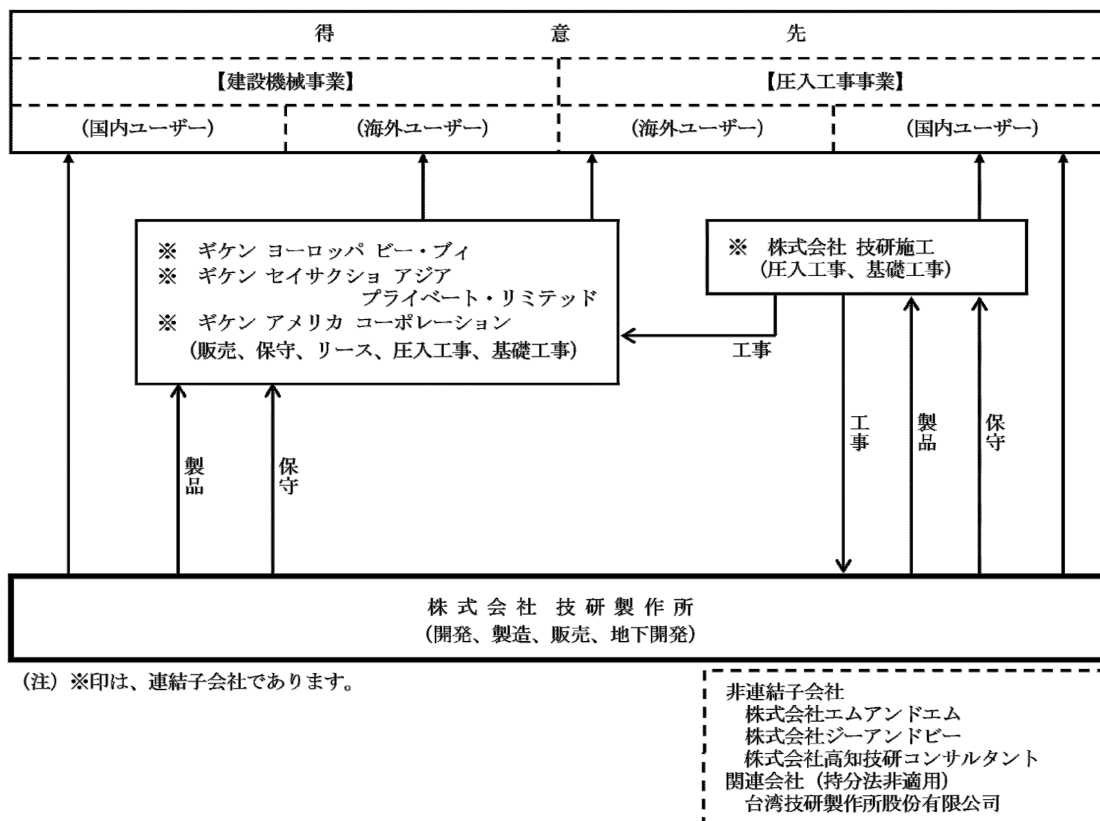 得意先
【建設機械事業】 【圧入工事事業】
(国内ユーザー) (海外ユーザー) (海外ユーザー) (国内ユーザー)
※ ギケン ヨーロッパ ビー・ブィ
※ ギケン セイサクショ アジア
プライベート・リミテッド
※ ギケン アメリカ コーポレーション
(販売、保守、リース、圧入工事、基礎工事)
※ 株式会社 技研施工
(圧入工事、基礎工事)
工事
製品
保守
工事
製品
保守
株式会社 技研製作所
(開発、製造、販売、地下開発)
(注)※印は、連結子会社であります。
非連結子会社
株式会社エムアンドエム
株式会社ジーアンドビー
株式会社高知技研コンサルタント
関連会社(持分法非適用)
台湾技研製作所股份有限公司